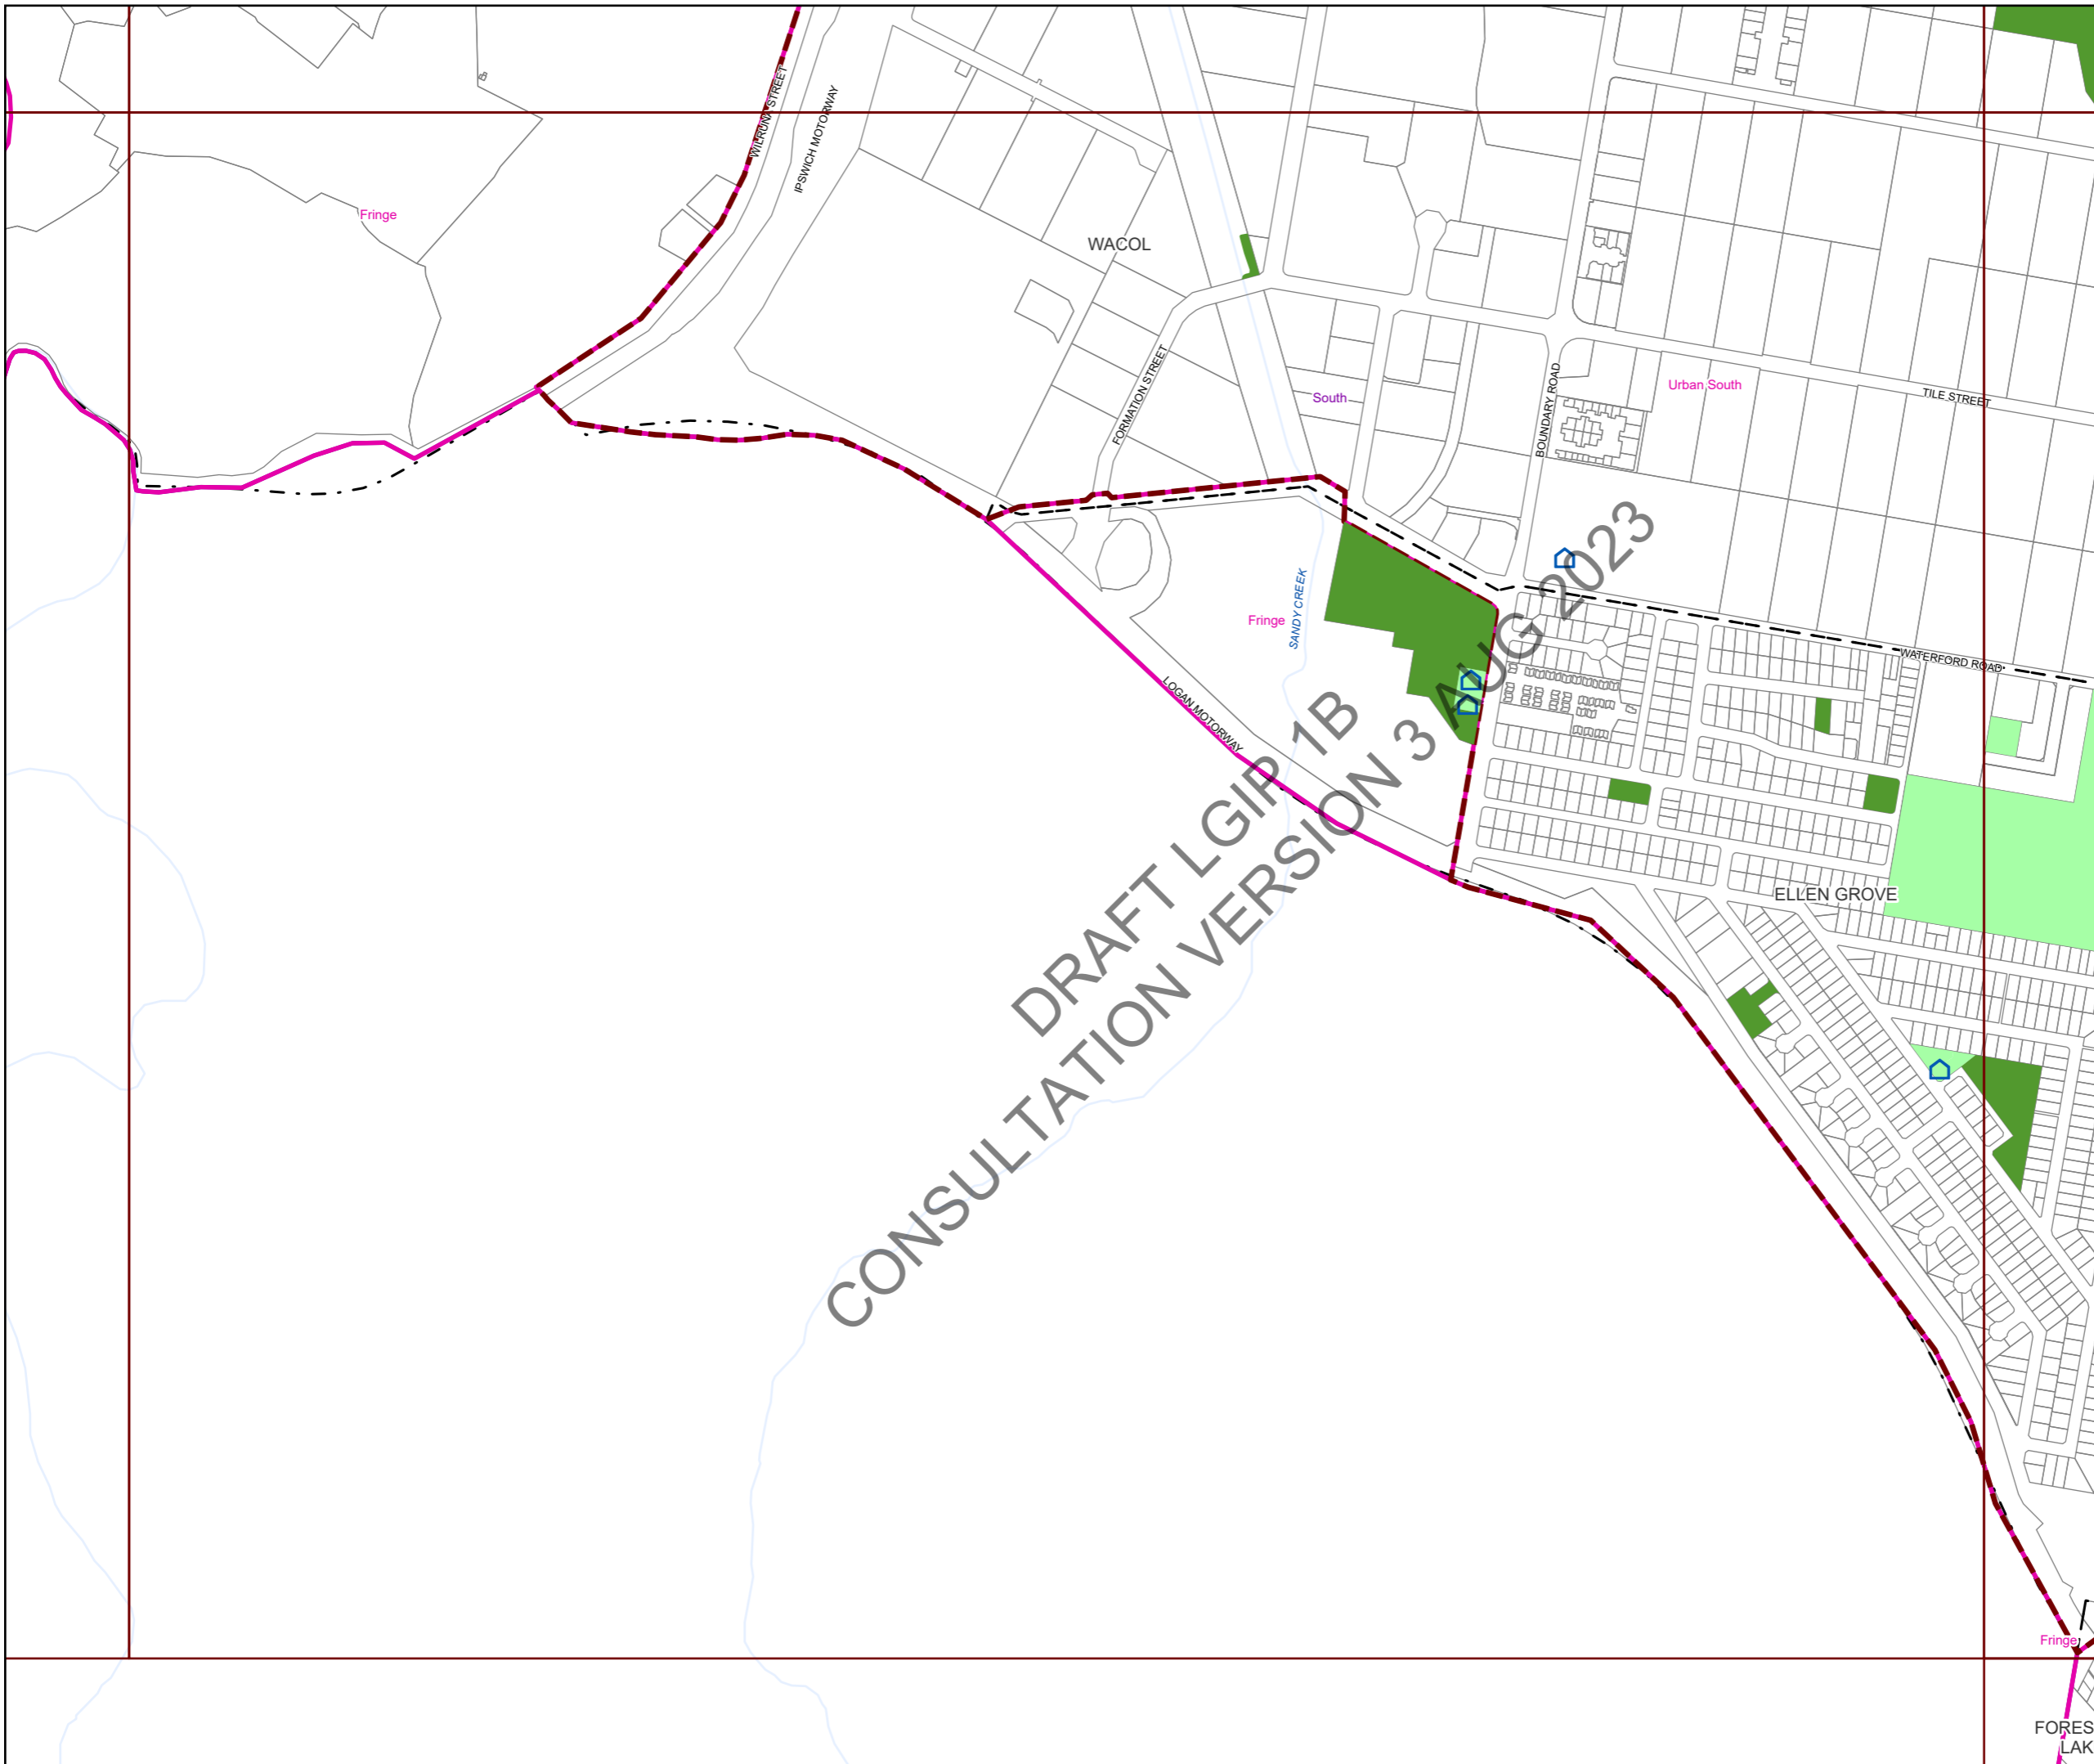 WILRUNA STREET
IPSWICH MOTORWAY
Fringe
WACOL
FORMATION STREET
South
BOUNDARY ROAD
Urban South
TILE STREET
Fringe
SANDY CREEK
WATERFORD ROAD
LOGAN MOTORWAY
DRAFT LGIP 1B
CONSULTATION VERSION 3 AUG 2023
ELLEN GROVE
Fringe
FORES
LAK